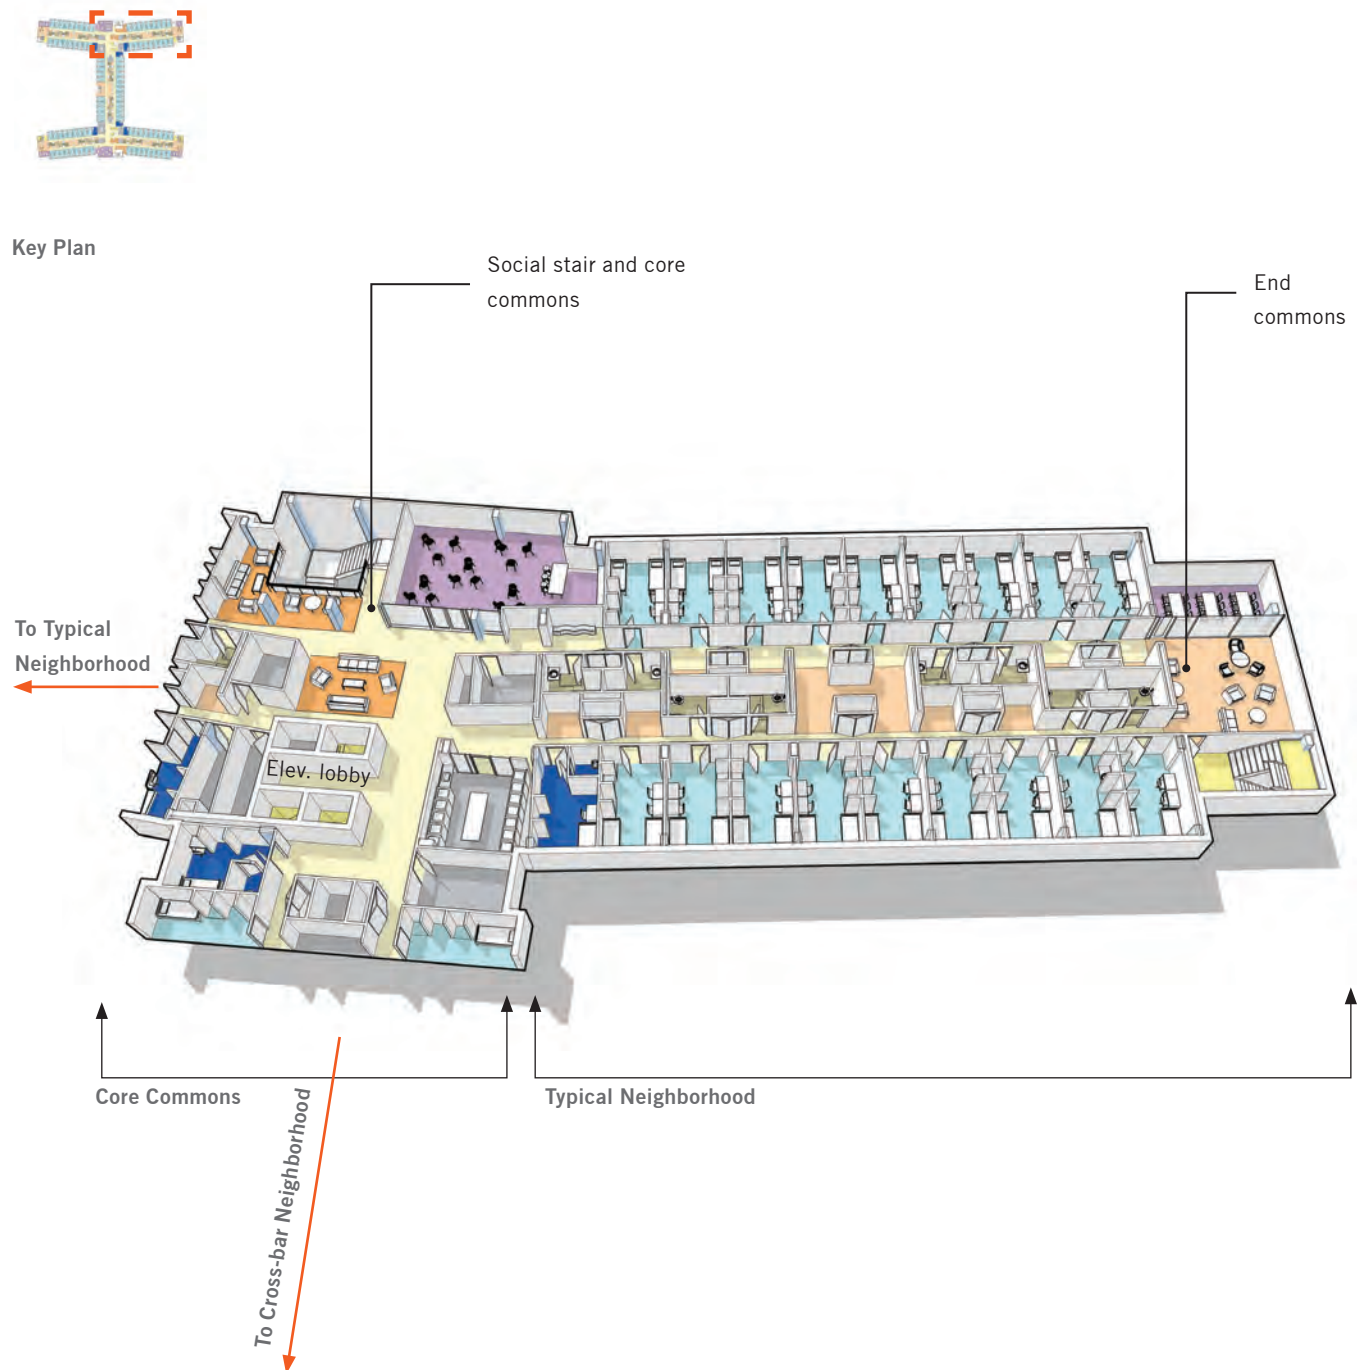 Key Plan
Social stair and core
commons
End
commons
To Typical
Neighborhood
Elev. lobby
Core Commons
Typical Neighborhood
To Cross-bar Neighborhood